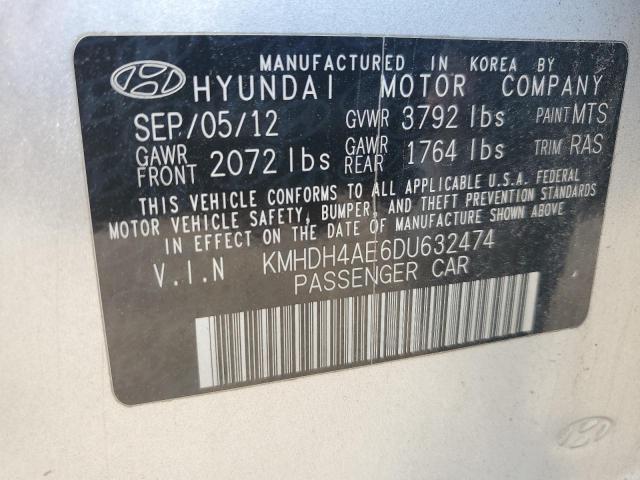 MANUFACTURED IN KOREA BY
HYUNDAI MOTOR COMPANY
SEP/05/12 GVWR 3792 lbs PAINT MTS
GAWR FRONT 2072 lbs GAWR REAR 1764 lbs TRIM RAS
THIS VEHICLE CONFORMS TO ALL APPLICABLE U.S.A. FEDERAL
MOTOR VEHICLE SAFETY, BUMPER, AND THEFT PREVENTION STANDARDS
IN EFFECT ON THE DATE OF MANUFACTURE SHOWN ABOVE.
V.I.N KMHDH4AE6DU632474
PASSENGER CAR